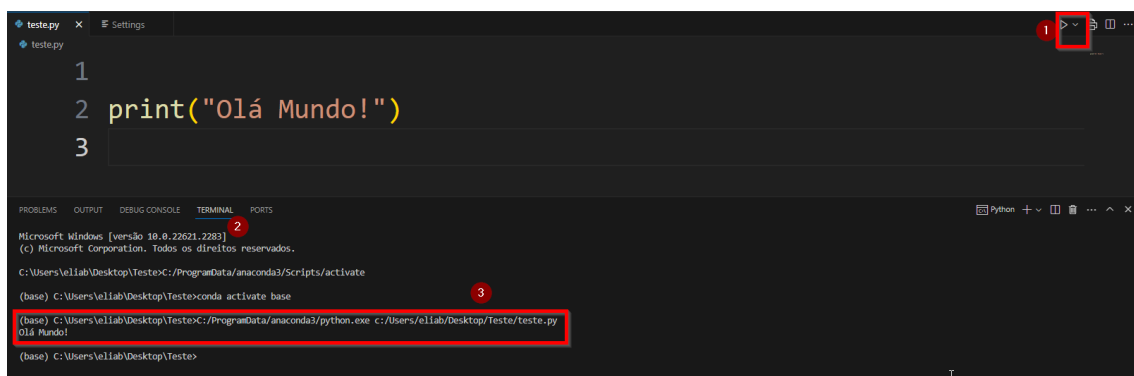 teste.py Settings
1
teste.py
1
2 print("Olá Mundo!")
3
PROBLEMS OUTPUT DEBUG CONSOLE TERMINAL PORTS
Python
2
Microsoft Windows [versão 10.0.22621.2283]
(c) Microsoft Corporation. Todos os direitos reservados.
C:\Users\eliab\Desktop\Teste>C:/ProgramData/anaconda3/Scripts/activate
(base) C:\Users\eliab\Desktop\Teste>conda activate base
3
(base) C:\Users\eliab\Desktop\Teste>C:/ProgramData/anaconda3/python.exe c:/Users/eliab/Desktop/Teste/teste.py
Olá Mundo!
(base) C:\Users\eliab\Desktop\Teste>